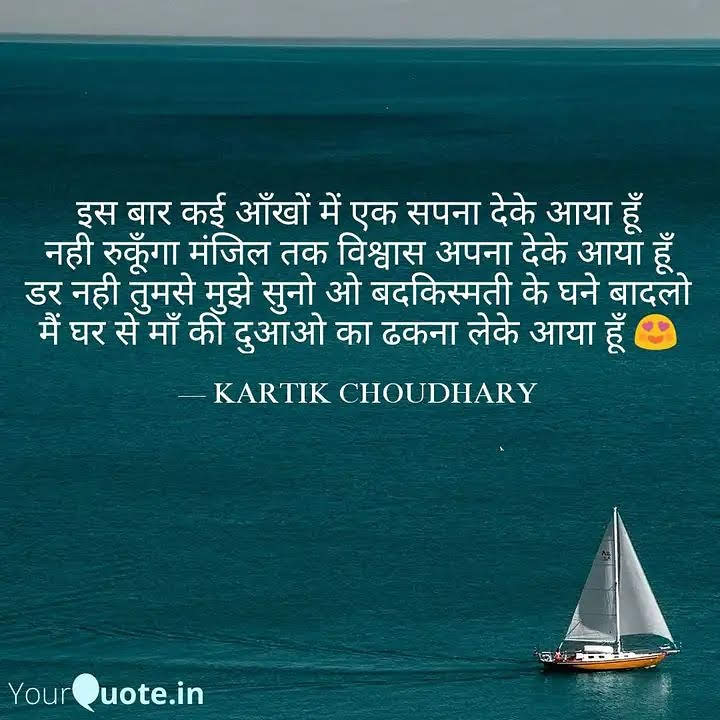 इस बार कई आँखों में एक सपना देके आया हूँ
नही रुकूँगा मंजिल तक विश्वास अपना देके आया हूँ
डर नही तुमसे मुझे सुनो ओ बदकिस्मती के घने बादलो
मैं घर से माँ की दुआओ का ढकना लेके आया हूँ 😍
— KARTIK CHOUDHARY
YourQuote.in